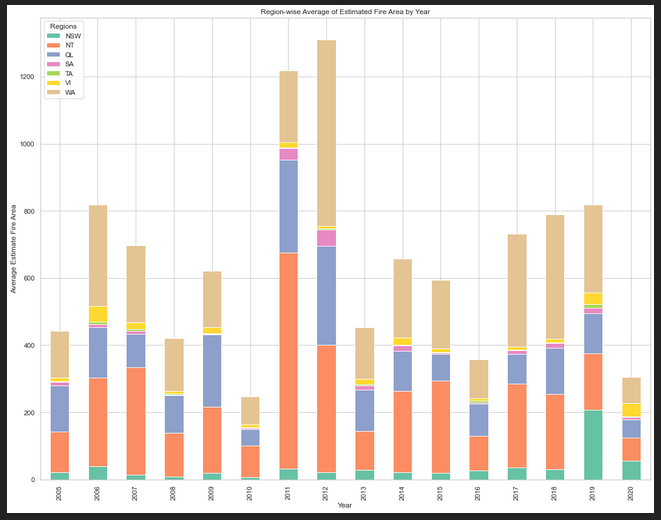 Region-wise Average of Estimated Fire Area by Year
Regions
NSW
NT
QL
SA
TA
VI
WA
Average Estimate Fire Area
1200
1000
800
600
400
200
0
2005 2006 2007 2008 2009 2010 2011 2012 2013 2014 2015 2016 2017 2018 2019 2020
Year